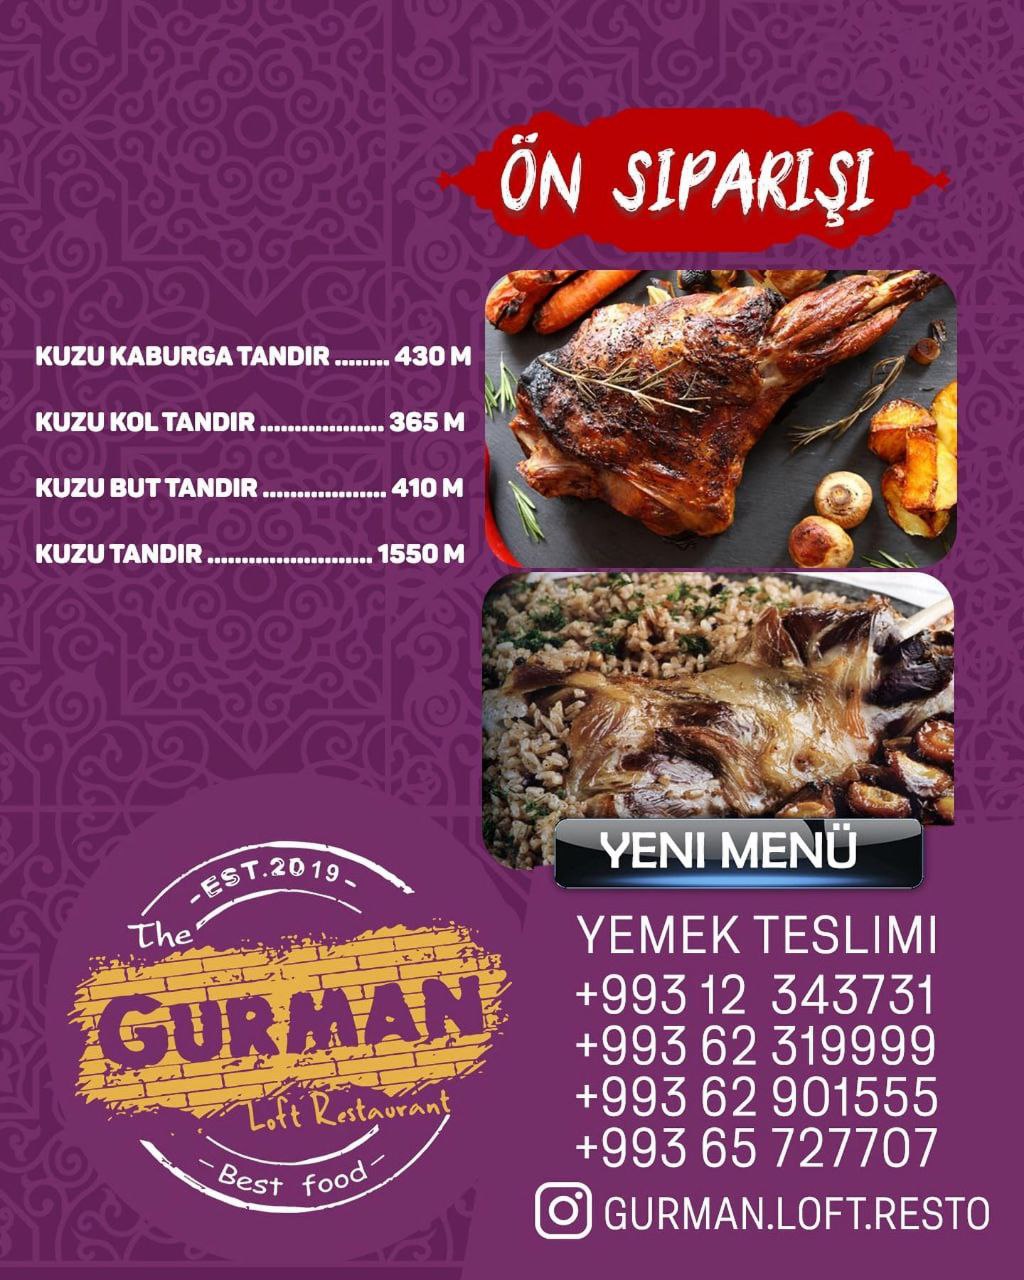 ÖN SIPARIŞI
KUZU KABURGA TANDIR ........ 430 M
KUZU KOL TANDIR .................. 365 M
KUZU BUT TANDIR .................. 410 M
KUZU TANDIR ........................ 1550 M
YENI MENÜ
-EST.2019-
The
GURMAN
Loft Restaurant
- Best food -
YEMEK TESLIMI
+993 12 343731
+993 62 319999
+993 62 901555
+993 65 727707
GURMAN.LOFT.RESTO